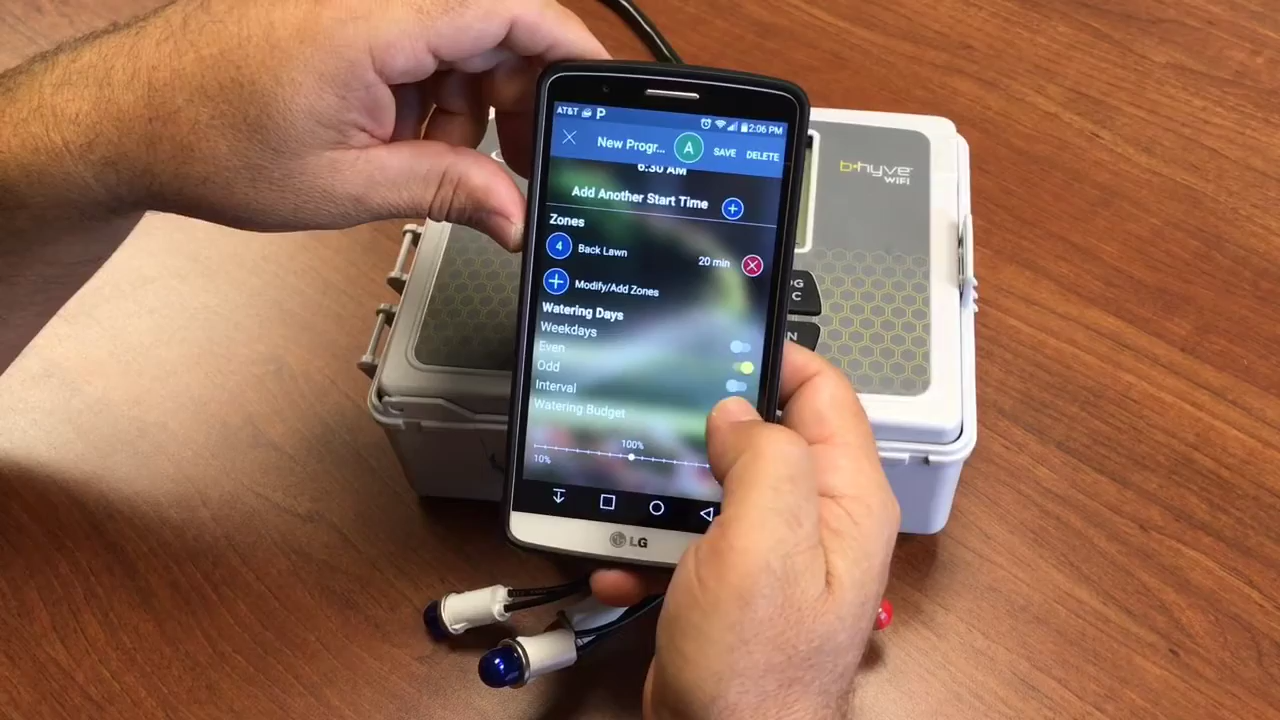 AT&T P 2:06 PM
New Progr... A SAVE DELETE
6:30 AM
Add Another Start Time
Zones
4 Back Lawn 20 min
Modify/Add Zones
Watering Days
Weekdays
Even
Odd
Interval
Watering Budget
100%
10%
LG
b•hyve
WiFi